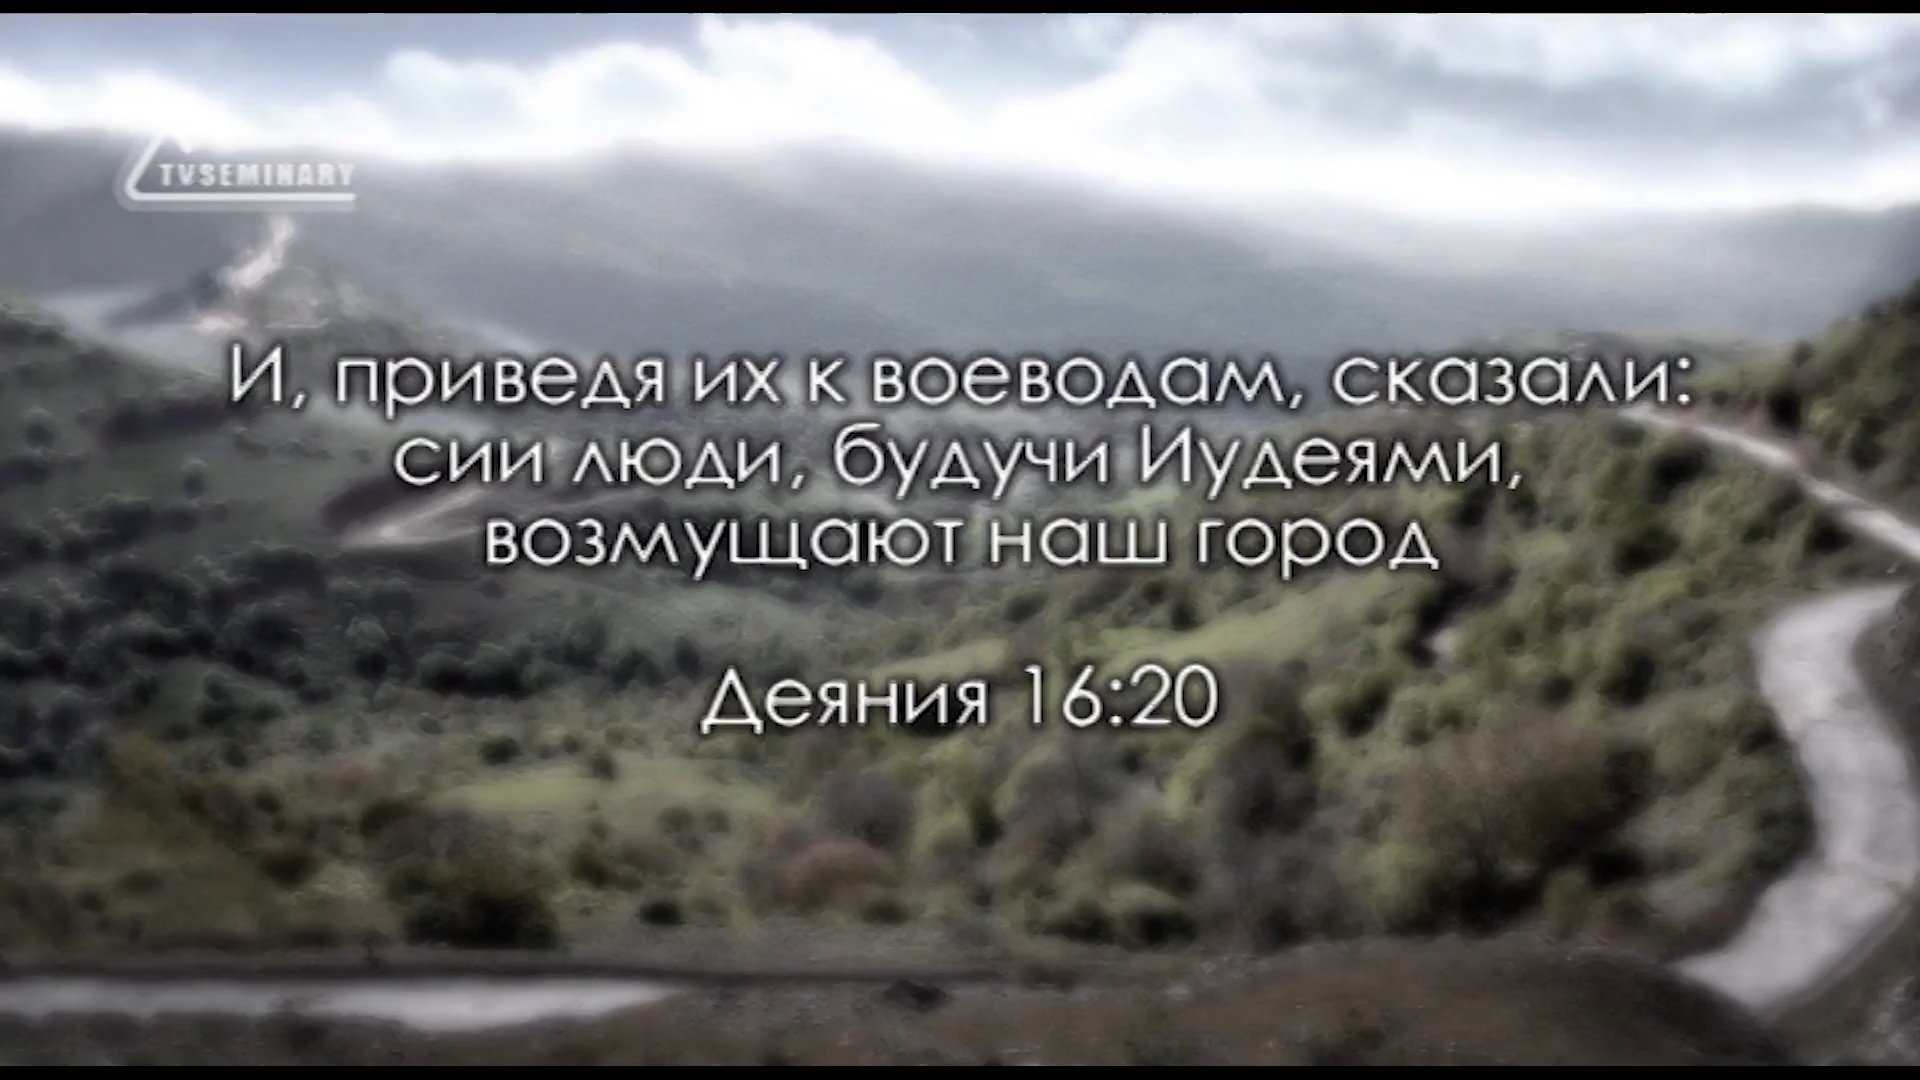 TVSEMINARY
И, приведя их к воеводам, сказали:
сии люди, будучи Иудеями,
возмущают наш город
Деяния 16:20